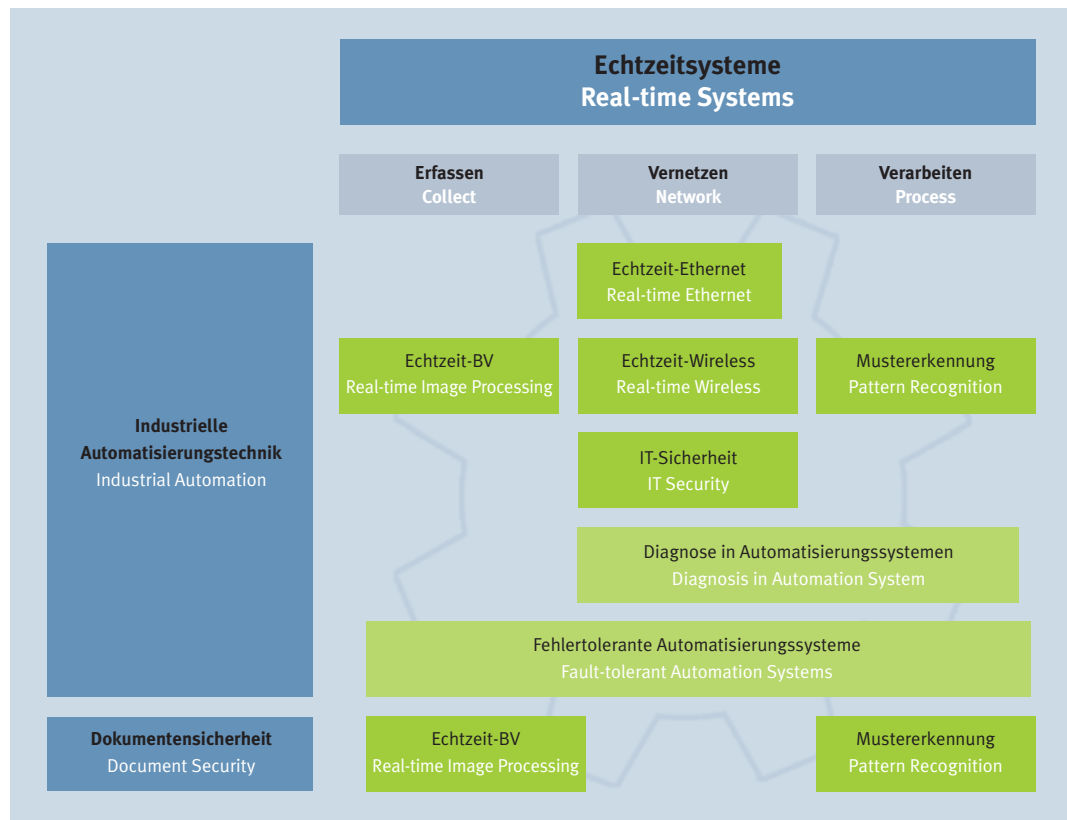 Echtzeitsysteme
Real-time Systems
Erfassen
Collect
Vernetzen
Network
Verarbeiten
Process
Industrielle
Automatisierungstechnik
Industrial Automation
Echtzeit-Ethernet
Real-time Ethernet
Echtzeit-BV
Real-time Image Processing
Echtzeit-Wireless
Real-time Wireless
Mustererkennung
Pattern Recognition
IT-Sicherheit
IT Security
Diagnose in Automatisierungssystemen
Diagnosis in Automation System
Fehlertolerante Automatisierungssysteme
Fault-tolerant Automation Systems
Dokumentensicherheit
Document Security
Echtzeit-BV
Real-time Image Processing
Mustererkennung
Pattern Recognition